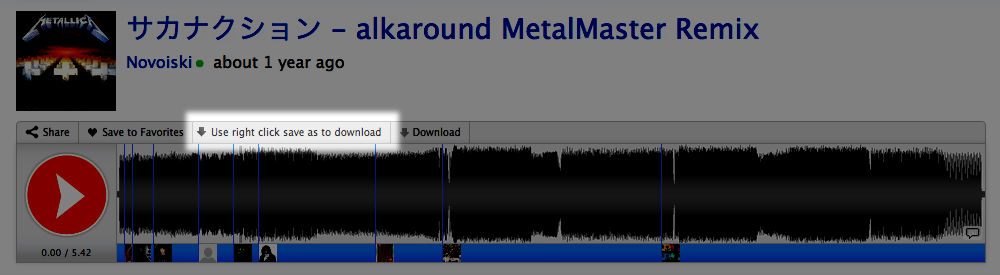 METALLICA
サカナクション – alkaround MetalMaster Remix
Novoiski about 1 year ago
Share Save to Favorites Use right click save as to download Download
0.00 / 5.42